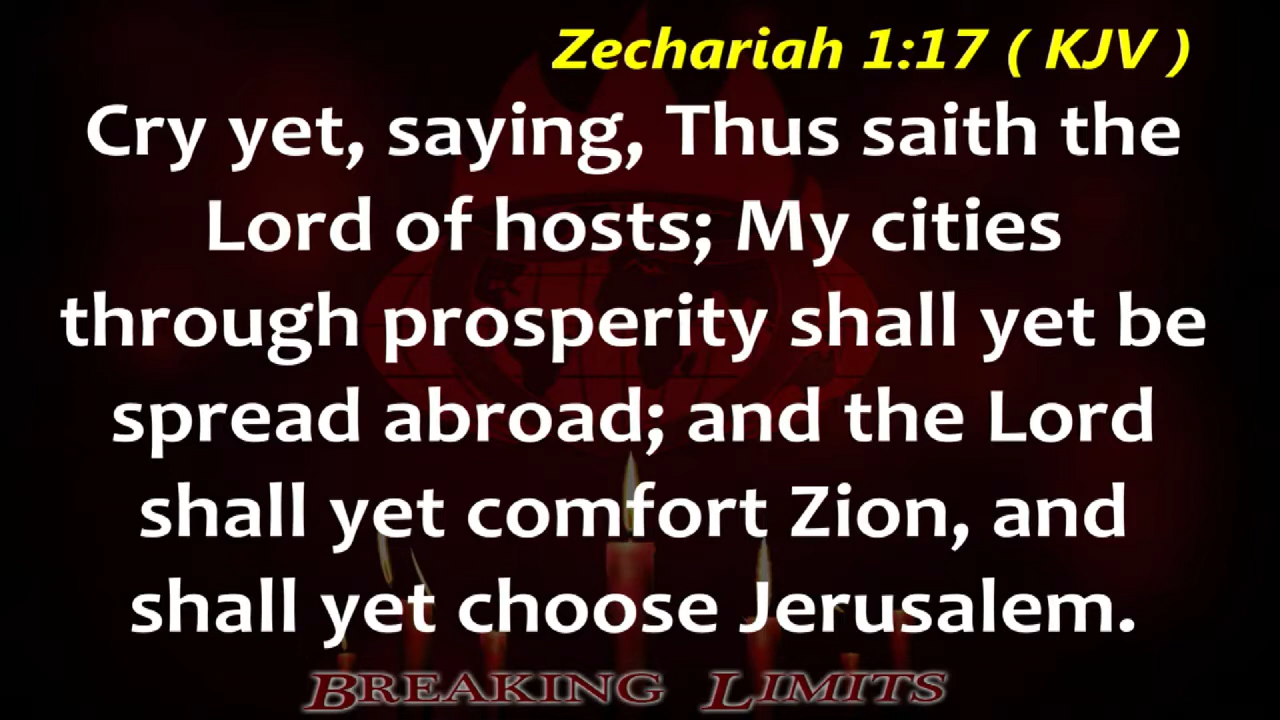 Zechariah 1:17 ( KJV )
Cry yet, saying, Thus saith the
Lord of hosts; My cities
through prosperity shall yet be
spread abroad; and the Lord
shall yet comfort Zion, and
shall yet choose Jerusalem.
BREAKING LIMITS